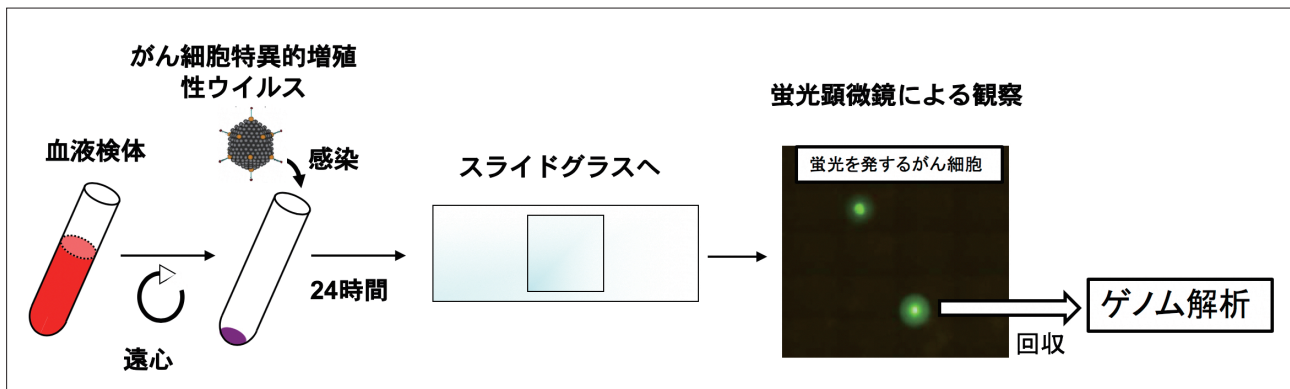 がん細胞特異的増殖
性ウイルス
血液検体
感染
遠心
24時間
スライドグラスへ
蛍光顕微鏡による観察
蛍光を発するがん細胞
回収
ゲノム解析